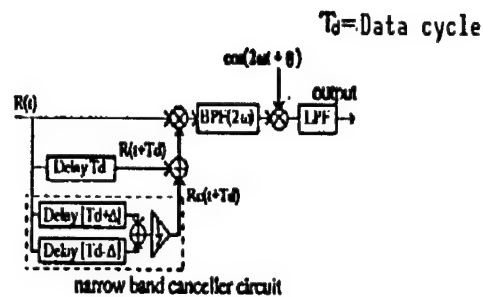 Td=Data cycle
cos(2ωt + θ)
output
R(t)
BPF(2ω)
LPF
Delay Td
R(t+Td)
Rc(t+Td)
Delay [Td+Δ]
Delay [Td-Δ]
narrow band canceller circuit